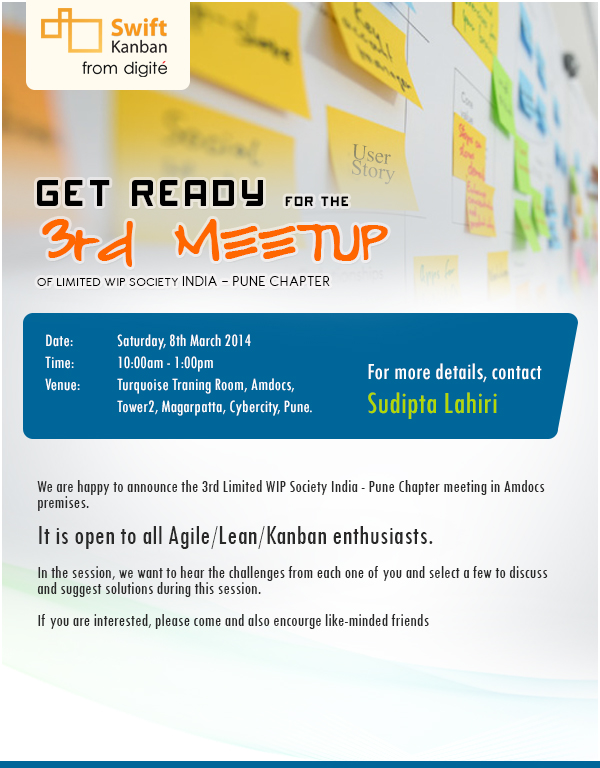 Swift
Kanban
from digité
User
Story
GET READY FOR THE
3rd MEETUP
OF LIMITED WIP SOCIETY INDIA – PUNE CHAPTER
Date: Saturday, 8th March 2014
Time: 10:00am - 1:00pm
Venue: Turquoise Traning Room, Amdocs,
Tower2, Magarpatta, Cybercity, Pune.
For more details, contact
Sudipta Lahiri
We are happy to announce the 3rd Limited WIP Society India - Pune Chapter meeting in Amdocs
premises.
It is open to all Agile/Lean/Kanban enthusiasts.
In the session, we want to hear the challenges from each one of you and select a few to discuss
and suggest solutions during this session.
If you are interested, please come and also encourge like-minded friends